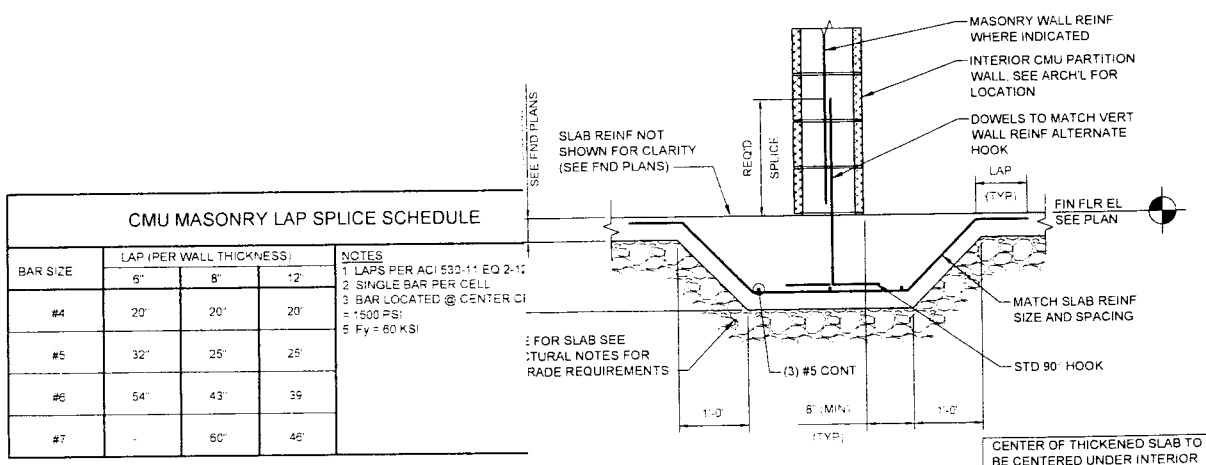 CMU MASONRY LAP SPLICE SCHEDULE
BAR SIZE
LAP (PER WALL THICKNESS)
6"
8"
12"
#4
20"
20"
20"
#5
32"
25"
25"
#6
54"
43"
39
#7
-
60"
46"
NOTES
1 LAPS PER ACI 530-11 EQ 2-12
2 SINGLE BAR PER CELL
3 BAR LOCATED @ CENTER
= 1500 PSI
5 Fy = 60 KSI
SEE FND PLANS
SLAB REINF NOT
SHOWN FOR CLARITY
(SEE FND PLANS)
REQ'D
SPLICE
MASONRY WALL REINF
WHERE INDICATED
INTERIOR CMU PARTITION
WALL, SEE ARCH'L FOR
LOCATION
DOWELS TO MATCH VERT
WALL REINF ALTERNATE
HOOK
LAP
(TYP)
FIN FLR EL
SEE PLAN
MATCH SLAB REINF
SIZE AND SPACING
STD 90° HOOK
FOR SLAB SEE
NOTES FOR
REQUIREMENTS
(3) #5 CONT
1'-0"
8" (MIN)
(TYP)
1'-0"
CENTER OF THICKENED SLAB TO
BE CENTERED UNDER INTERIOR